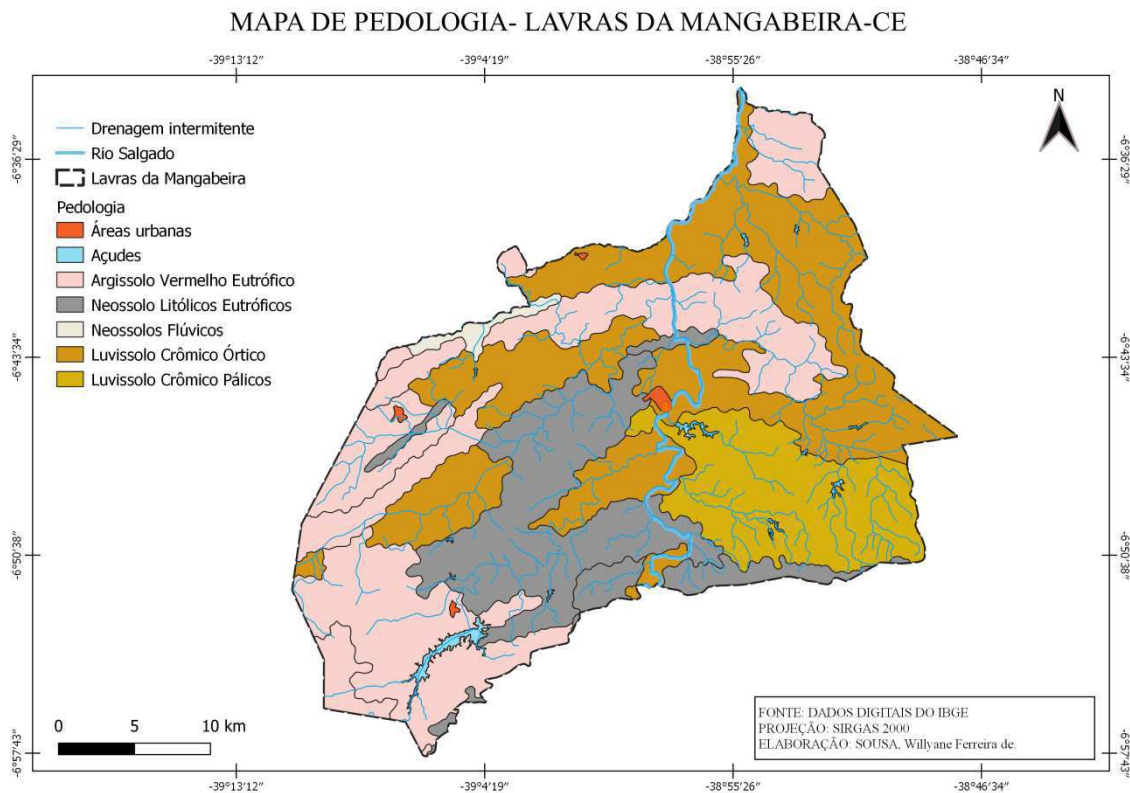 MAPA DE PEDOLOGIA- LAVRAS DA MANGABEIRA-CE
-39°13'12″ -39°4'19″ -38°55'26″ -38°46'34″
N
Drenagem intermitente
Rio Salgado
Lavras da Mangabeira
Pedologia
Áreas urbanas
Açudes
Argissolo Vermelho Eutrófico
Neossolo Litólicos Eutróficos
Neossolos Flúvicos
Luvissolo Crômico Órtico
Luvissolo Crômico Pálicos
-6°36'29″ -6°36'29″
-6°43'34″ -6°43'34″
-6°50'38″ -6°50'38″
-6°57'43″ -6°57'43″
0 5 10 km
FONTE: DADOS DIGITAIS DO IBGE
PROJEÇÃO: SIRGAS 2000
ELABORAÇÃO: SOUSA, Willyane Ferreira de.
-39°13'12″ -39°4'19″ -38°55'26″ -38°46'34″